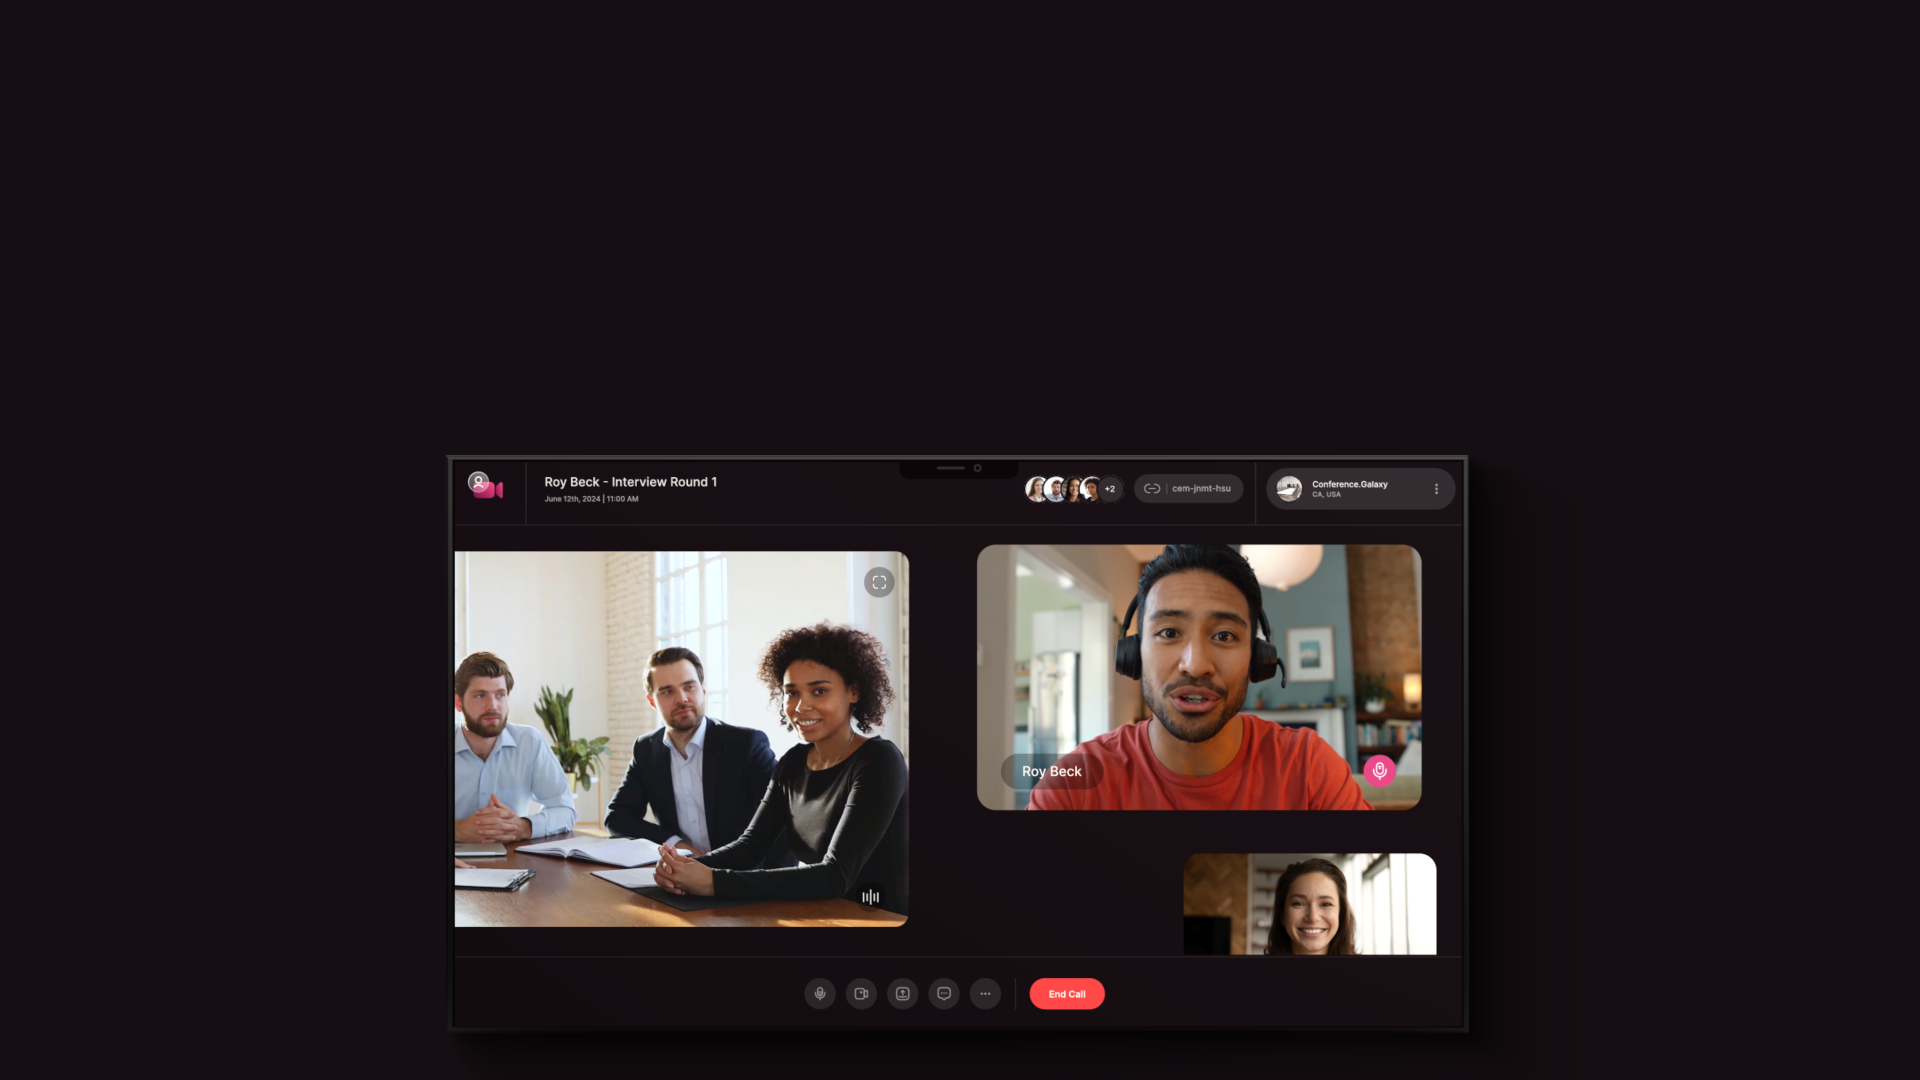 Roy Beck - Interview Round 1
June 12th, 2024 | 11:00 AM
+2
cem-jnmt-hsu
Conference.Galaxy
CA, USA
Roy Beck
End Call